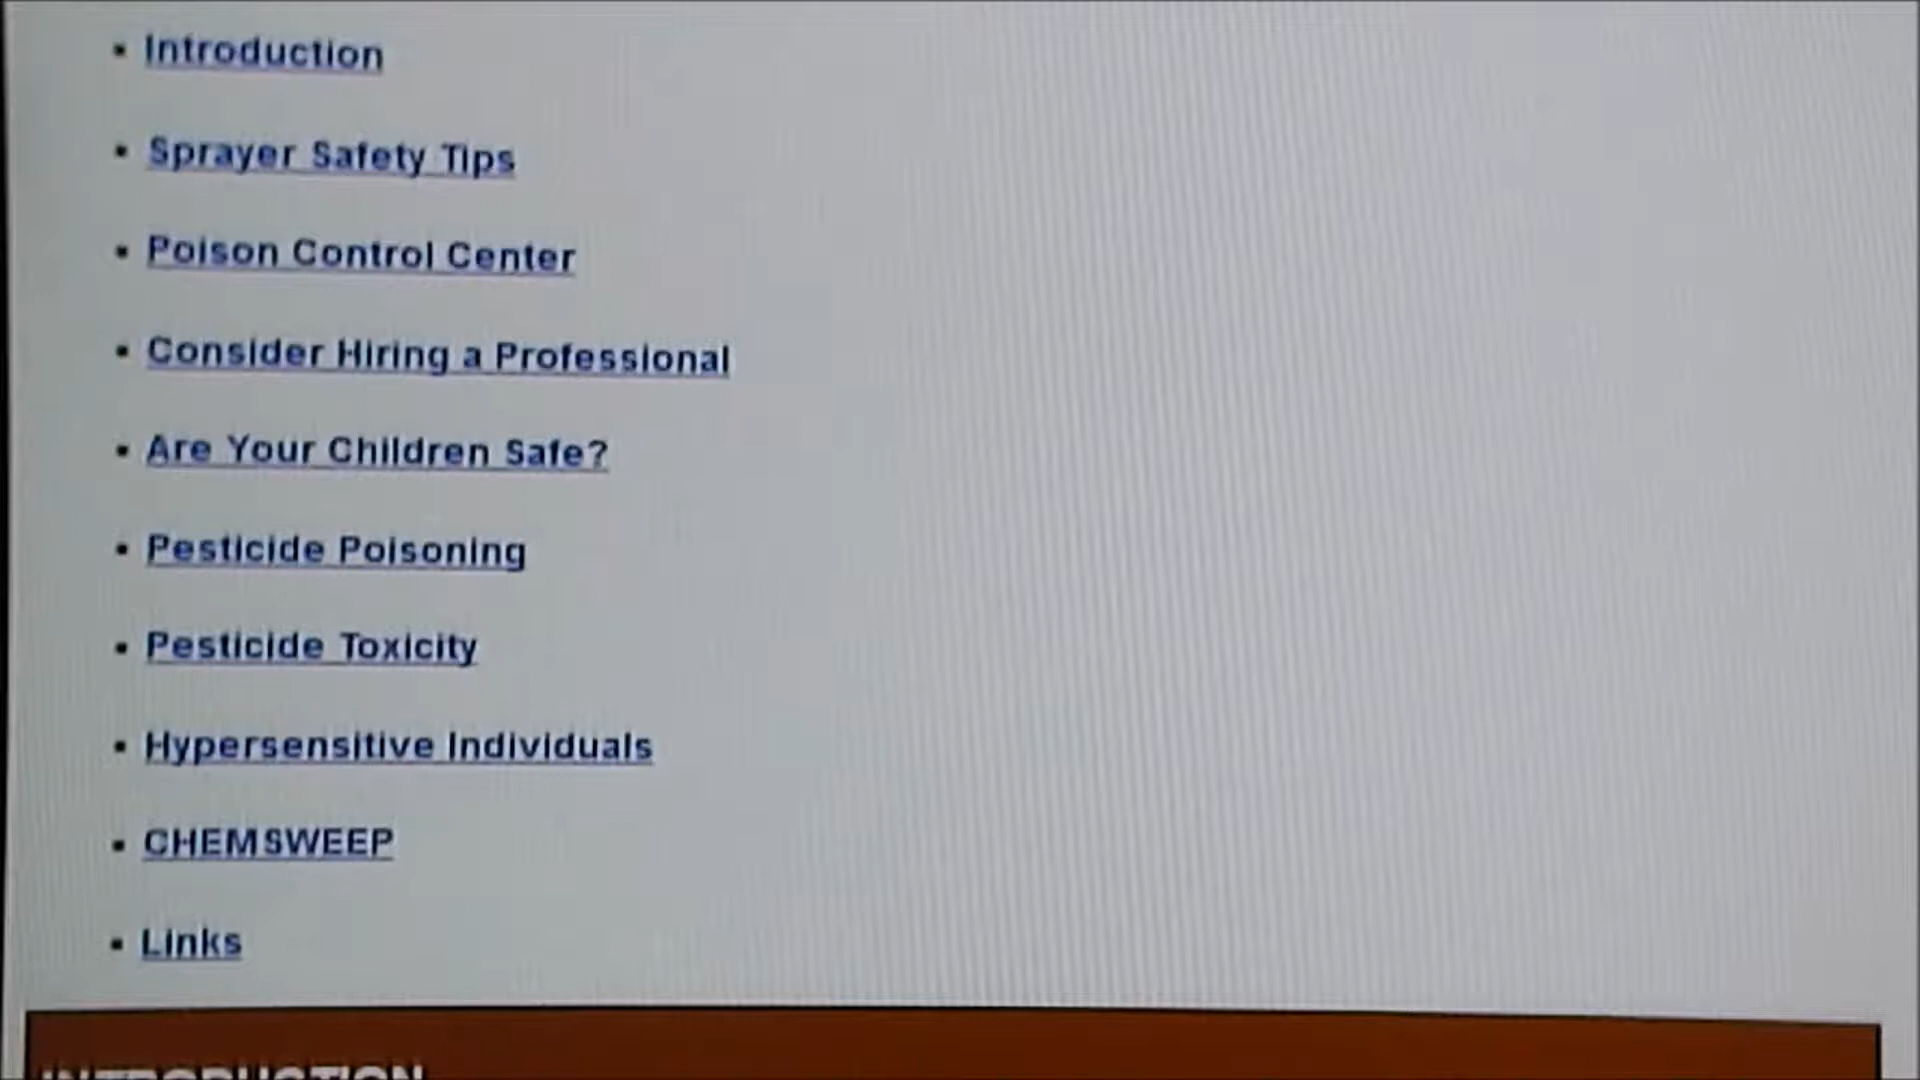 Introduction
Sprayer Safety Tips
Poison Control Center
Consider Hiring a Professional
Are Your Children Safe?
Pesticide Poisoning
Pesticide Toxicity
Hypersensitive Individuals
CHEMSWEEP
Links
INTRODUCTION